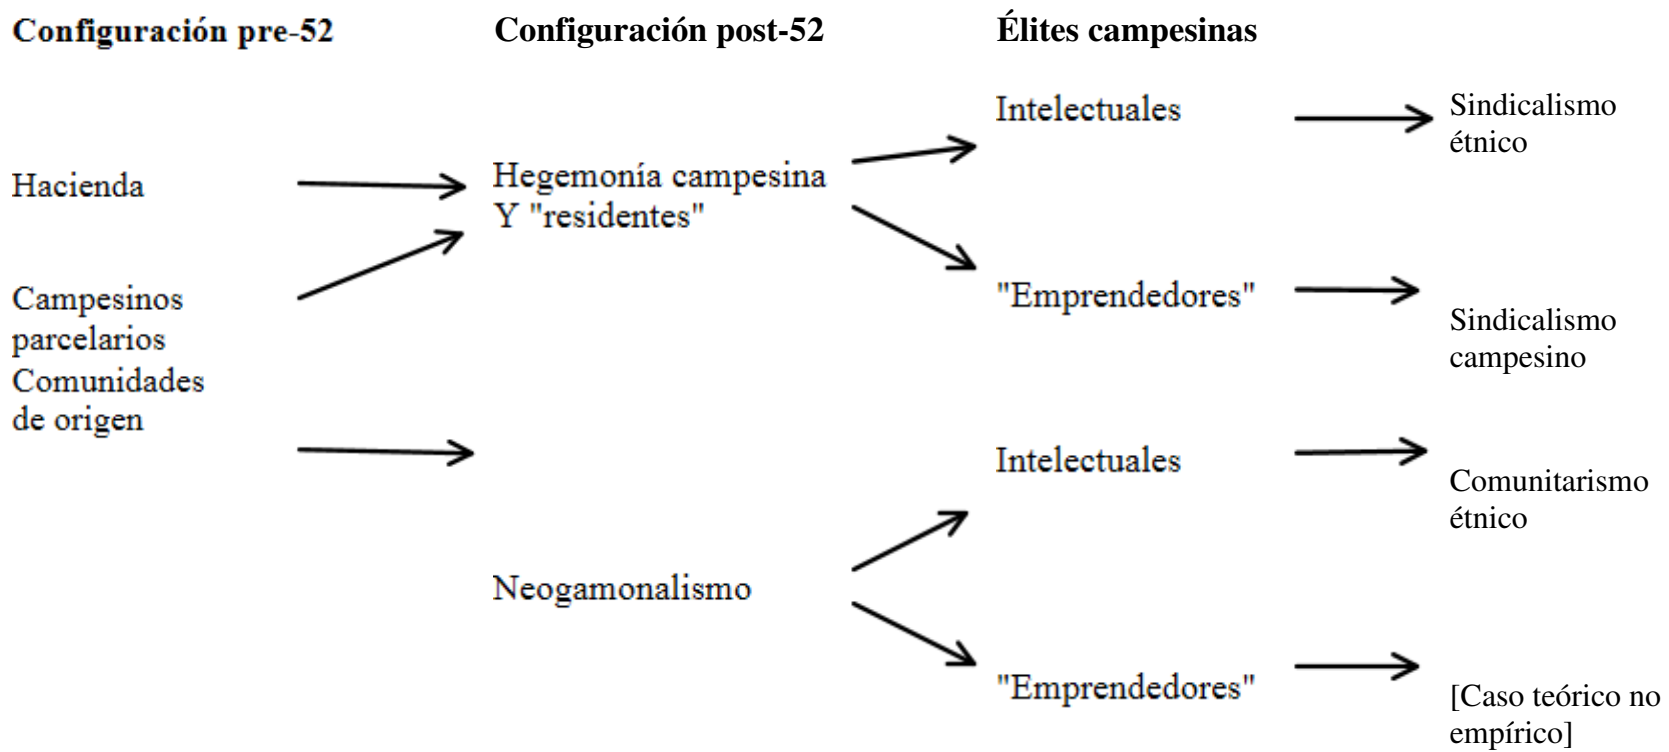 Configuración pre-52
Configuración post-52
Élites campesinas
Hacienda
Campesinos
parcelarios
Comunidades
de origen
Hegemonía campesina
Y "residentes"
Neogamonalismo
Intelectuales
"Emprendedores"
Intelectuales
"Emprendedores"
Sindicalismo
étnico
Sindicalismo
campesino
Comunitarismo
étnico
[Caso teórico no
empírico]